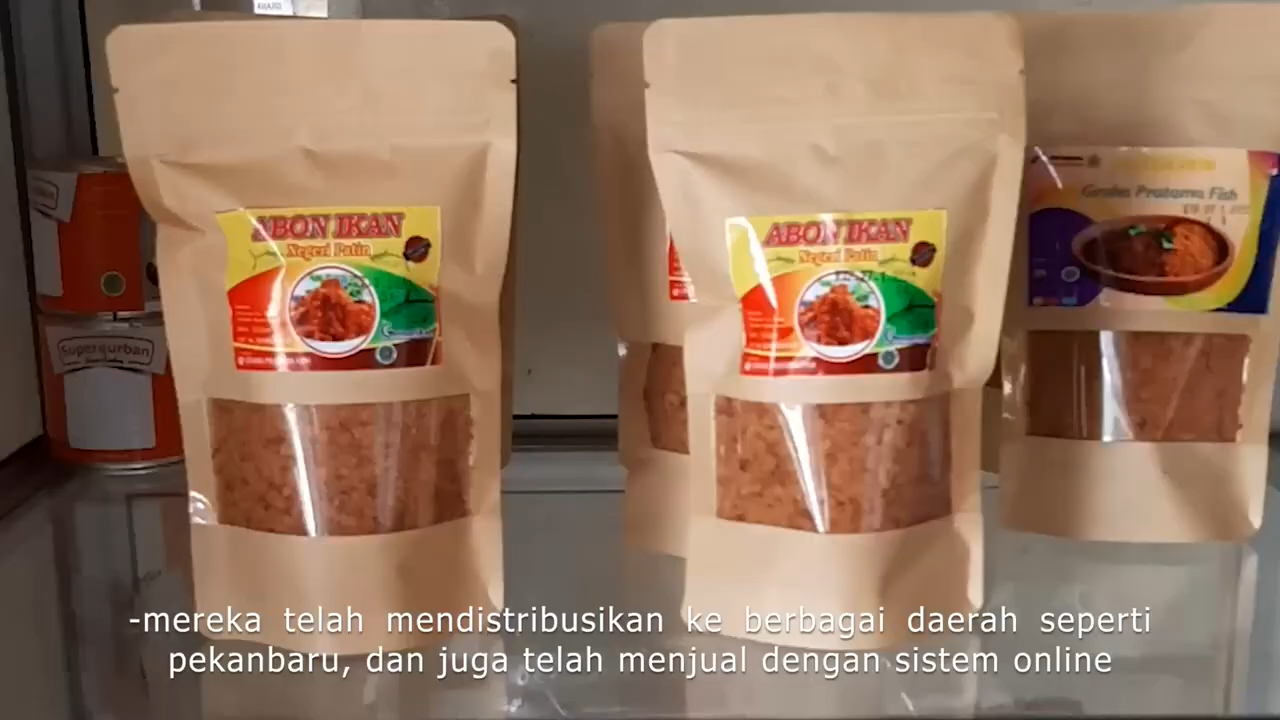 ABON IKAN
Negeri Patin
ABON IKAN
Negeri Patin
Graha Pratama Fish
Superqurban
-mereka telah mendistribusikan ke berbagai daerah seperti
pekanbaru, dan juga telah menjual dengan sistem online